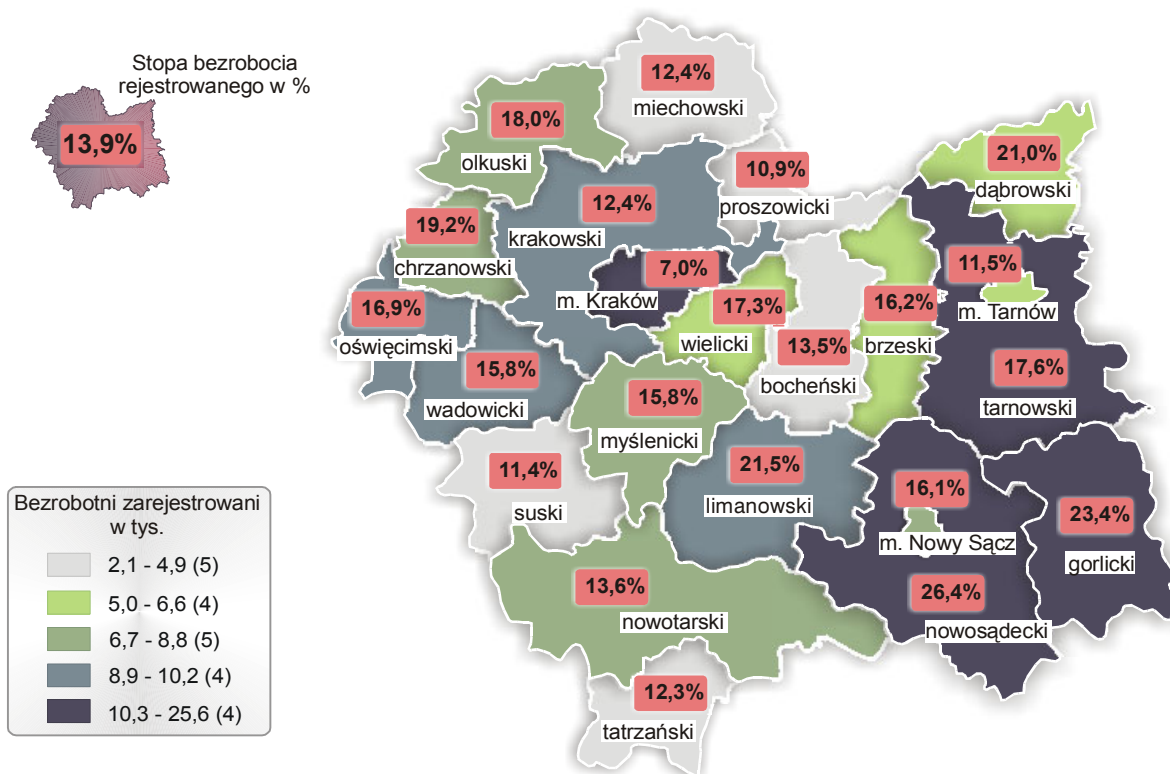 Stopa bezrobocia
rejestrowanego w %
13,9%
12,4%
miechowski
18,0%
olkuski
10,9%
proszowicki
21,0%
dąbrowski
12,4%
krakowski
19,2%
chrzanowski
7,0%
m. Kraków
11,5%
m. Tarnów
16,9%
oświęcimski
17,3%
wielicki
16,2%
brzeski
13,5%
bocheński
15,8%
wadowicki
17,6%
tarnowski
15,8%
myślenicki
11,4%
suski
21,5%
limanowski
16,1%
m. Nowy Sącz
23,4%
gorlicki
13,6%
nowotarski
26,4%
nowosądecki
12,3%
tatrzański
Bezrobotni zarejestrowani
w tys.
2,1 - 4,9 (5)
5,0 - 6,6 (4)
6,7 - 8,8 (5)
8,9 - 10,2 (4)
10,3 - 25,6 (4)